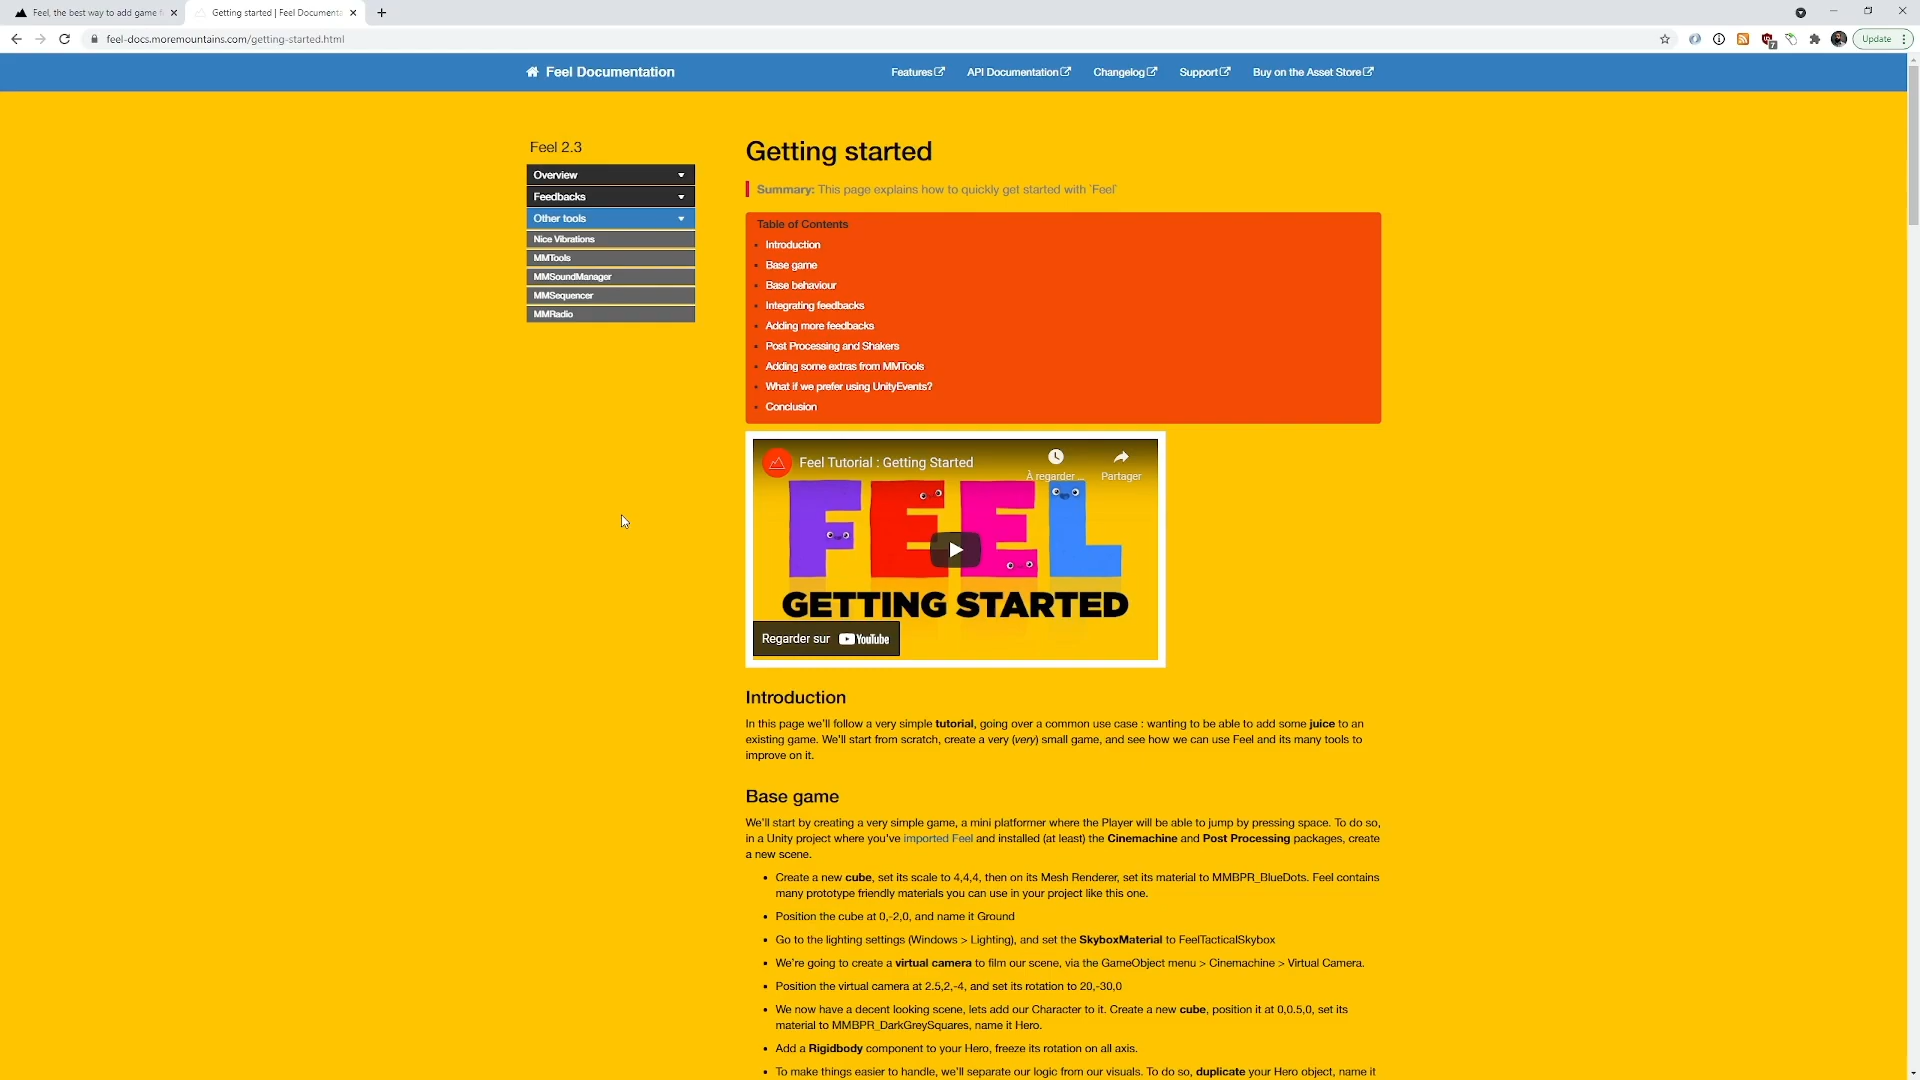 Feel, the best way to add game f
Getting started | Feel Documenta
feel-docs.moremountains.com/getting-started.html
7
Update
Feel Documentation
Features
API Documentation
Changelog
Support
Buy on the Asset Store
Feel 2.3
Overview
Feedbacks
Other tools
Nice Vibrations
MMTools
MMSoundManager
MMSequencer
MMRadio
Getting started
Summary: This page explains how to quickly get started with `Feel`
Table of Contents
Introduction
Base game
Base behaviour
Integrating feedbacks
Adding more feedbacks
Post Processing and Shakers
Adding some extras from MMTools
What if we prefer using UnityEvents?
Conclusion
Feel Tutorial : Getting Started
À regarder ...
Partager
FEEL
GETTING STARTED
Regarder sur YouTube
Introduction
In this page we'll follow a very simple tutorial, going over a common use case : wanting to be able to add some juice to an
existing game. We'll start from scratch, create a very (very) small game, and see how we can use Feel and its many tools to
improve on it.
Base game
We'll start by creating a very simple game, a mini platformer where the Player will be able to jump by pressing space. To do so,
in a Unity project where you've imported Feel and installed (at least) the Cinemachine and Post Processing packages, create
a new scene.
• Create a new cube, set its scale to 4,4,4, then on its Mesh Renderer, set its material to MMBPR_BlueDots. Feel contains
many prototype friendly materials you can use in your project like this one.
• Position the cube at 0,-2,0, and name it Ground
• Go to the lighting settings (Windows > Lighting), and set the SkyboxMaterial to FeelTacticalSkybox
• We're going to create a virtual camera to film our scene, via the GameObject menu > Cinemachine > Virtual Camera.
• Position the virtual camera at 2.5,2,-4, and set its rotation to 20,-30,0
• We now have a decent looking scene, lets add our Character to it. Create a new cube, position it at 0,0.5,0, set its
material to MMBPR_DarkGreySquares, name it Hero.
• Add a Rigidbody component to your Hero, freeze its rotation on all axis.
• To make things easier to handle, we'll separate our logic from our visuals. To do so, duplicate your Hero object, name it